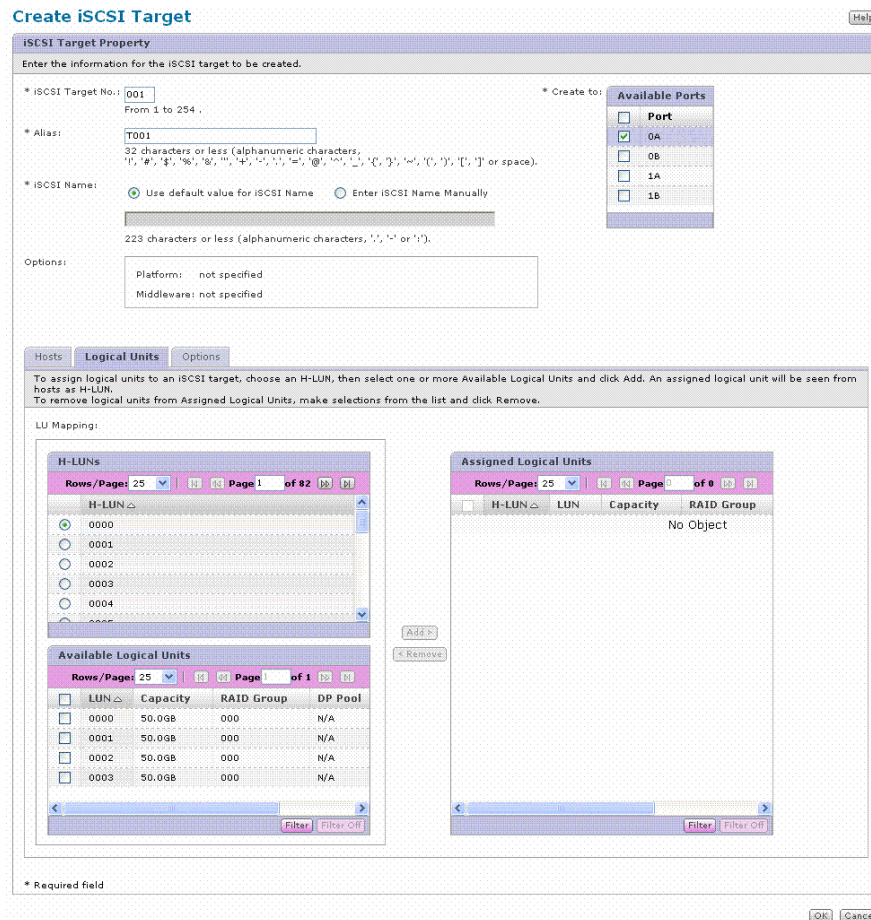 Create iSCSI Target
Help
iSCSI Target Property
Enter the information for the iSCSI target to be created.
* iSCSI Target No.: 001
From 1 to 254 .
* Alias: T001
32 characters or less (alphanumeric characters,
'!', '#', '$', '%', '&', ''', '+', '-', '.', '=', '@', '^', '_', '{', '}', '~', '(', ')', '[', ']' or space).
* iSCSI Name: Use default value for iSCSI Name Enter iSCSI Name Manually
223 characters or less (alphanumeric characters, '.', '-' or ':').
Options:
Platform: not specified
Middleware: not specified
* Create to:
Available Ports
Port
0A
0B
1A
1B
Hosts Logical Units Options
To assign logical units to an iSCSI target, choose an H-LUN, then select one or more Available Logical Units and click Add. An assigned logical unit will be seen from
hosts as H-LUN.
To remove logical units from Assigned Logical Units, make selections from the list and click Remove.
LU Mapping:
H-LUNs
Rows/Page: 25 Page 1 of 82
H-LUN
0000
0001
0002
0003
0004
0005
Available Logical Units
Rows/Page: 25 Page 1 of 1
LUN Capacity RAID Group DP Pool
0000 50.0GB 000 N/A
0001 50.0GB 000 N/A
0002 50.0GB 000 N/A
0003 50.0GB 000 N/A
Filter Filter Off
Add >
< Remove
Assigned Logical Units
Rows/Page: 25 Page 0 of 0
H-LUN LUN Capacity RAID Group
No Object
Filter Filter Off
* Required field
OK Cance